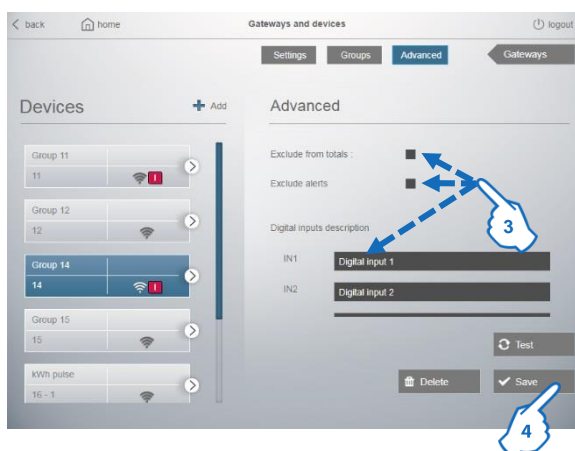 back home Gateways and devices logout
Settings Groups Advanced Gateways
Devices Add
Advanced
Group 11
11 I
Group 12
12
Group 14
14 I
Group 15
15
kWh pulse
16 - 1
Exclude from totals :
Exclude alerts
3
Digital inputs description
IN1 Digital input 1
IN2 Digital input 2
Test
Delete Save
4